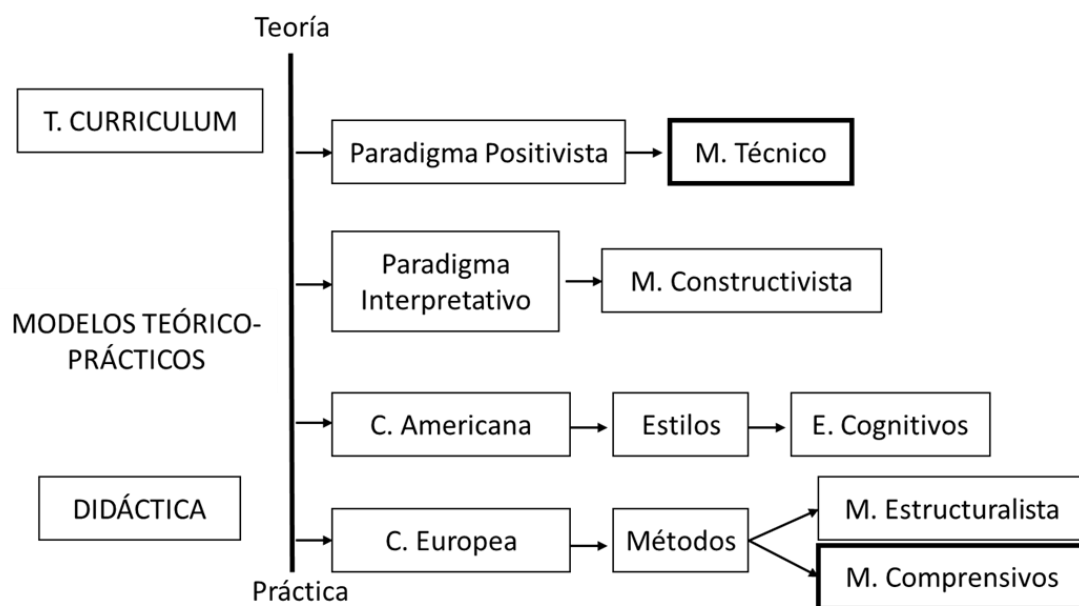 Teoría
T. CURRICULUM
Paradigma Positivista
M. Técnico
Paradigma
Interpretativo
M. Constructivista
MODELOS TEÓRICO-
PRÁCTICOS
C. Americana
Estilos
E. Cognitivos
DIDÁCTICA
C. Europea
Métodos
M. Estructuralista
M. Comprensivos
Práctica